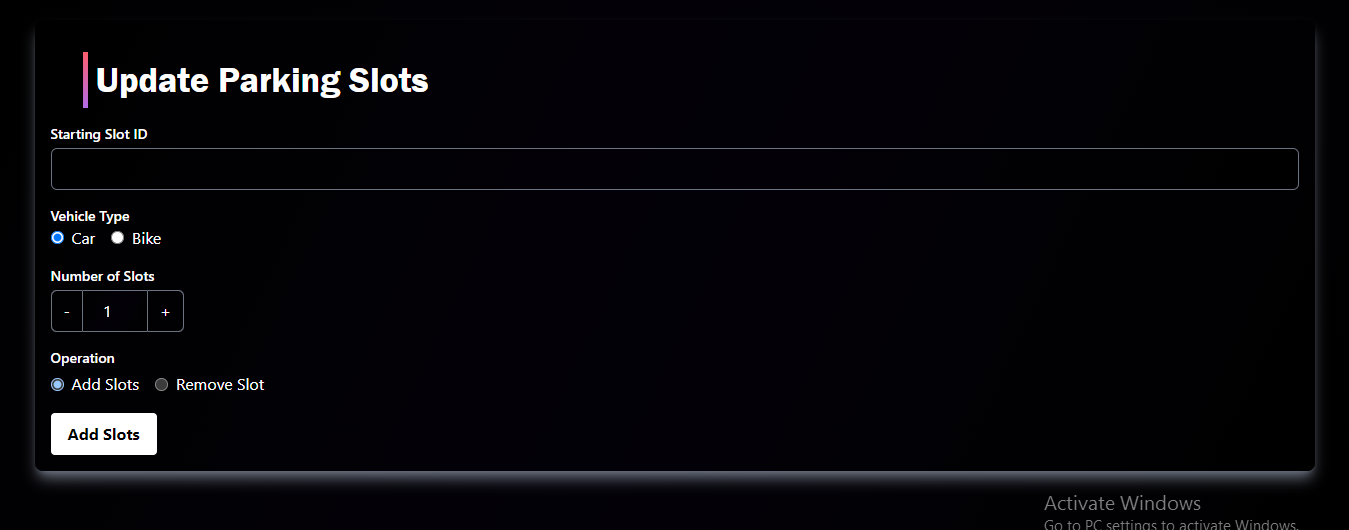 Update Parking Slots
Starting Slot ID
Vehicle Type
Car Bike
Number of Slots
- 1 +
Operation
Add Slots Remove Slot
Add Slots
Activate Windows
Go to PC settings to activate Windows.